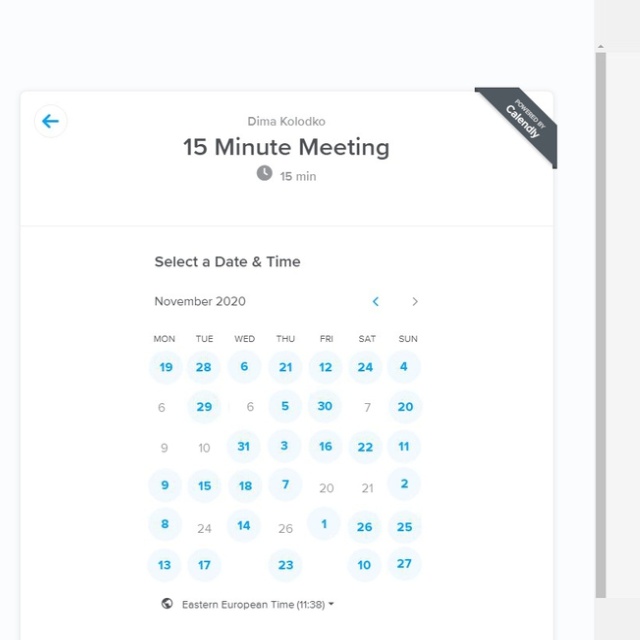 POWERED BY
Calendly
Dima Kolodko
15 Minute Meeting
15 min
Select a Date & Time
November 2020
MON TUE WED THU FRI SAT SUN
19 28 6 21 12 24 4
6 29 6 5 30 7 20
9 10 31 3 16 22 11
9 15 18 7 20 21 2
8 24 14 26 1 26 25
13 17 23 10 27
Eastern European Time (11:38)